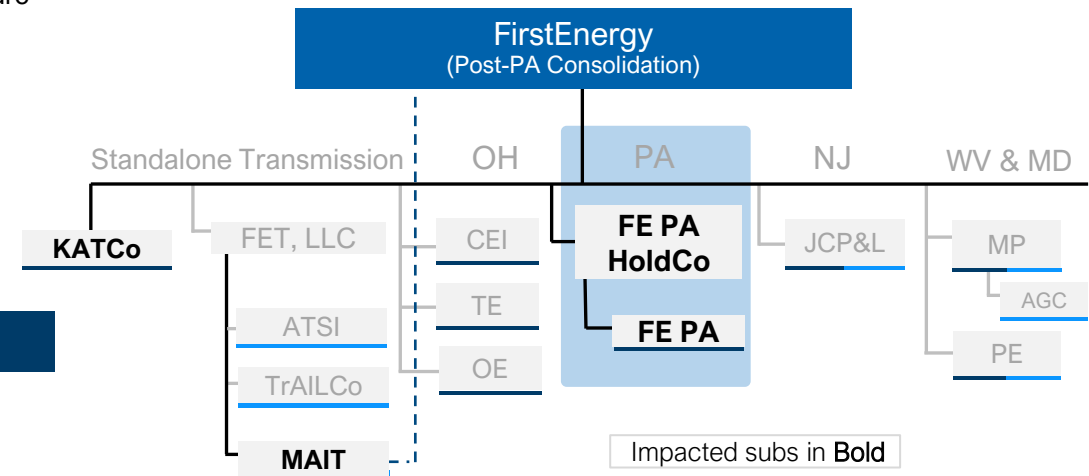 FirstEnergy
(Post-PA Consolidation)
Standalone Transmission
OH
PA
NJ
WV & MD
KATCo
FET, LLC
ATSI
TrAILCo
MAIT
CEI
TE
OE
FE PA
HoldCo
FE PA
JCP&L
MP
AGC
PE
Impacted subs in Bold